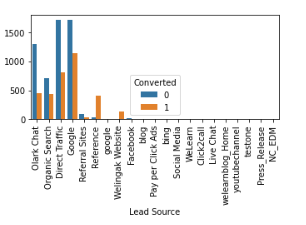 1500
1000
500
0
Converted
0
1
Olark Chat
Organic Search
Direct Traffic
Google
Referral Sites
Reference
google
Welingak Website
Facebook
blog
Pay per Click Ads
bing
Social Media
WeLearn
Click2call
Live Chat
welearnblog_Home
youtubechannel
testone
Press_Release
NC_EDM
Lead Source